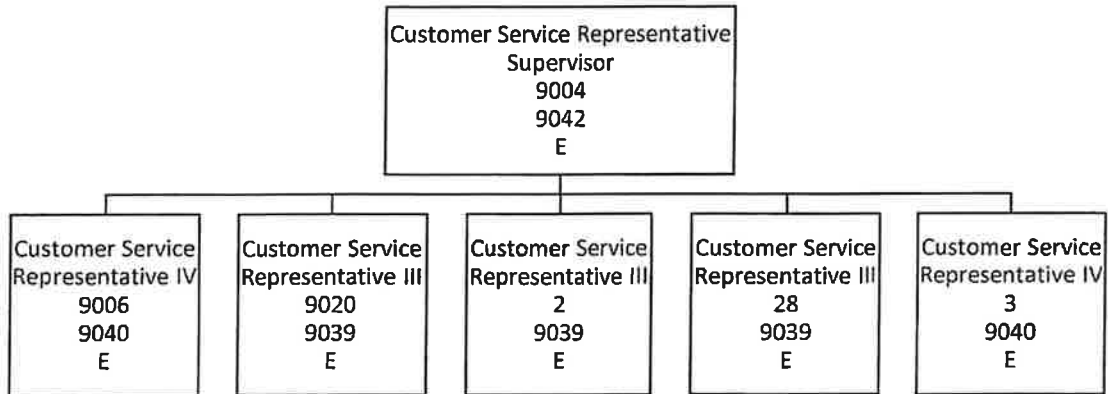 Customer Service Representative
Supervisor
9004
9042
E
Customer Service
Representative IV
9006
9040
E
Customer Service
Representative III
9020
9039
E
Customer Service
Representative III
2
9039
E
Customer Service
Representative III
28
9039
E
Customer Service
Representative IV
3
9040
E